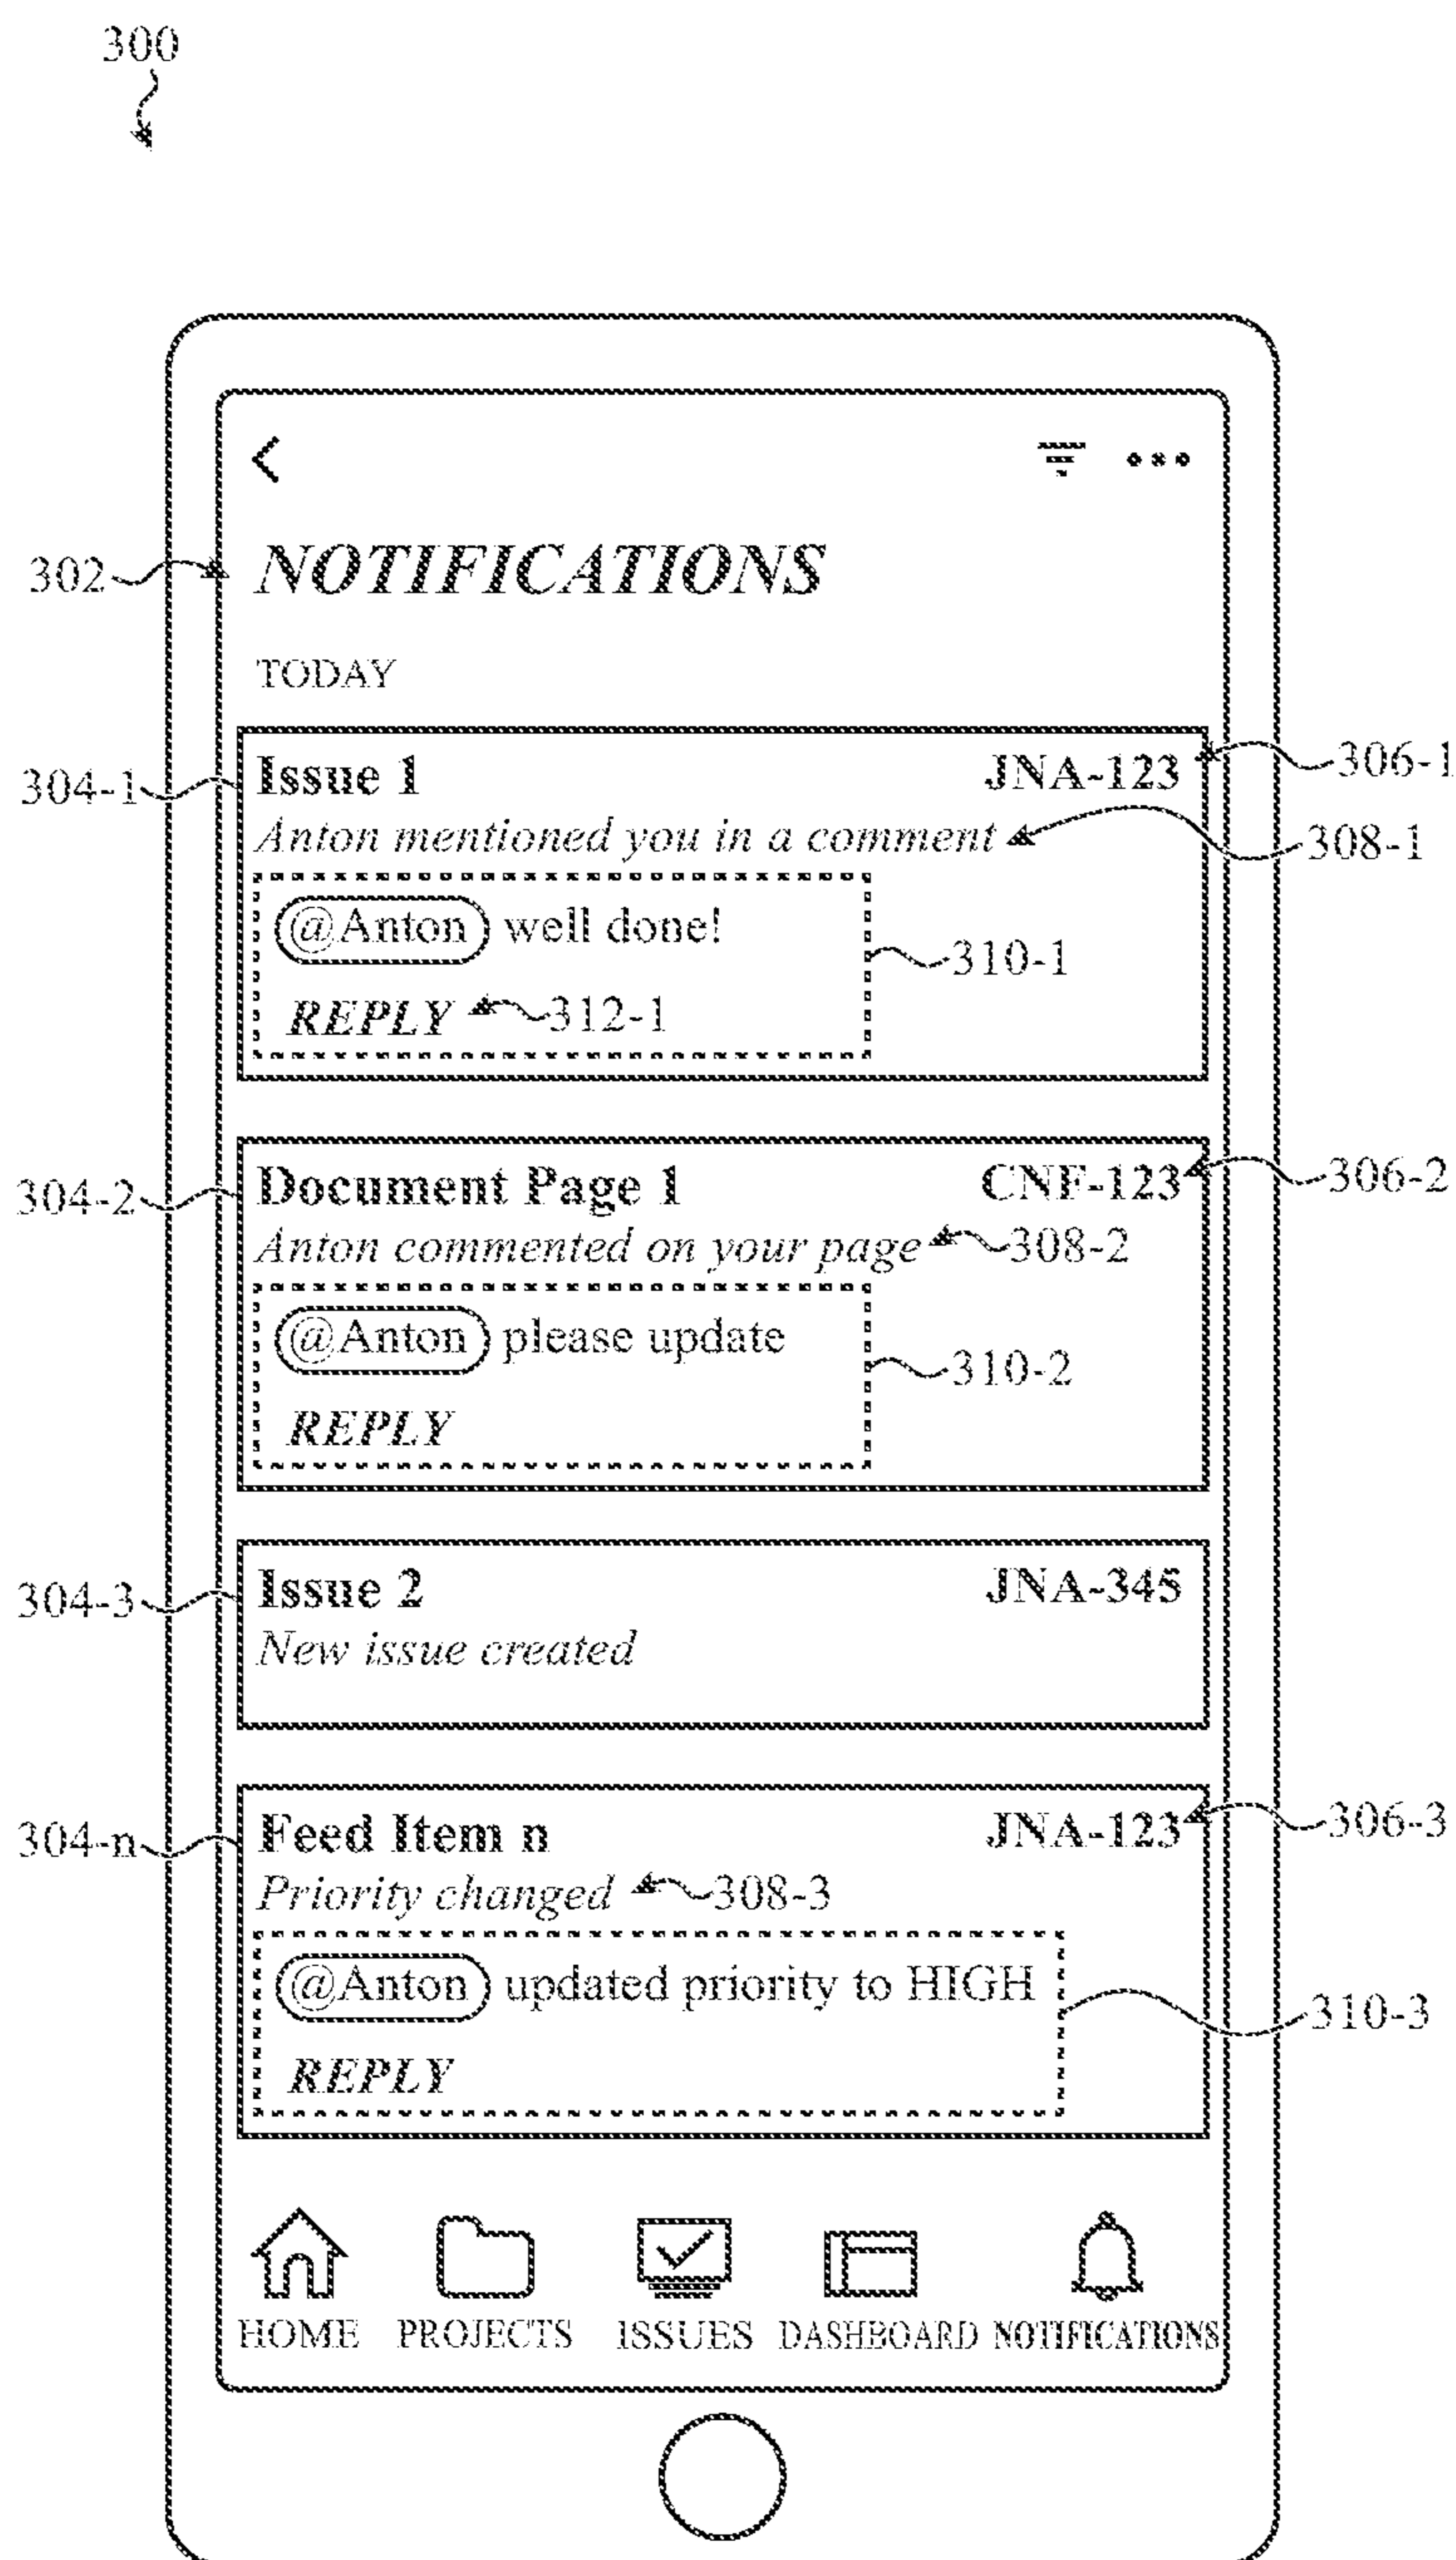 300
302 NOTIFICATIONS
TODAY
304-1 Issue 1 JNA-123 306-1
Anton mentioned you in a comment 308-1
@Anton well done! 310-1
REPLY 312-1
304-2 Document Page 1 CNF-123 306-2
Anton commented on your page 308-2
@Anton please update 310-2
REPLY
304-3 Issue 2 JNA-345
New issue created
304-n Feed Item n JNA-123 306-3
Priority changed 308-3
@Anton updated priority to HIGH 310-3
REPLY
HOME PROJECTS ISSUES DASHBOARD NOTIFICATIONS